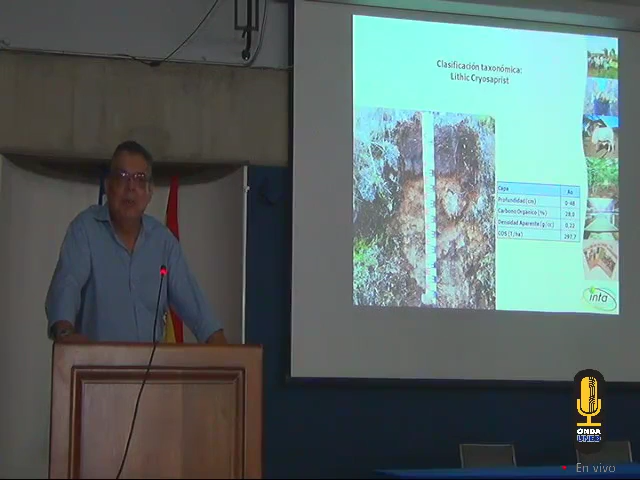 Clasificación taxonómica:
Lithic Cryosaprist
Capa Ao
Profundidad (cm) 0-48
Carbono Orgánico (%) 28,0
Densidad Aparente (g/cc) 0,22
COS (T/ha) 297,7
inta
ONDA
UNED
En vivo